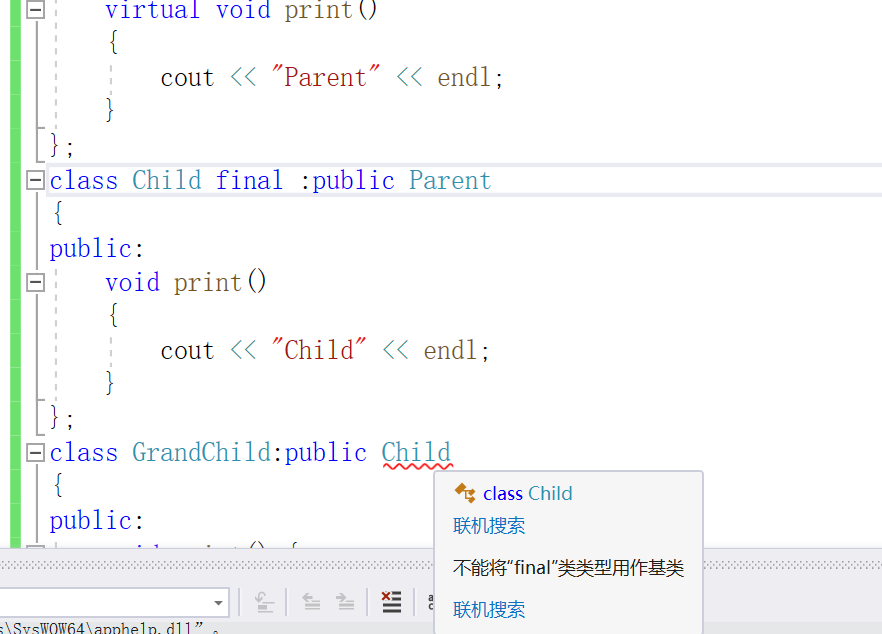 virtual void print()
{
cout << "Parent" << endl;
}
};
class Child final :public Parent
{
public:
void print()
{
cout << "Child" << endl;
}
};
class GrandChild:public Child
{
public:
class Child
联机搜索
不能将“final”类类型用作基类
联机搜索
s\SysWOW64\apphelp.dll”。